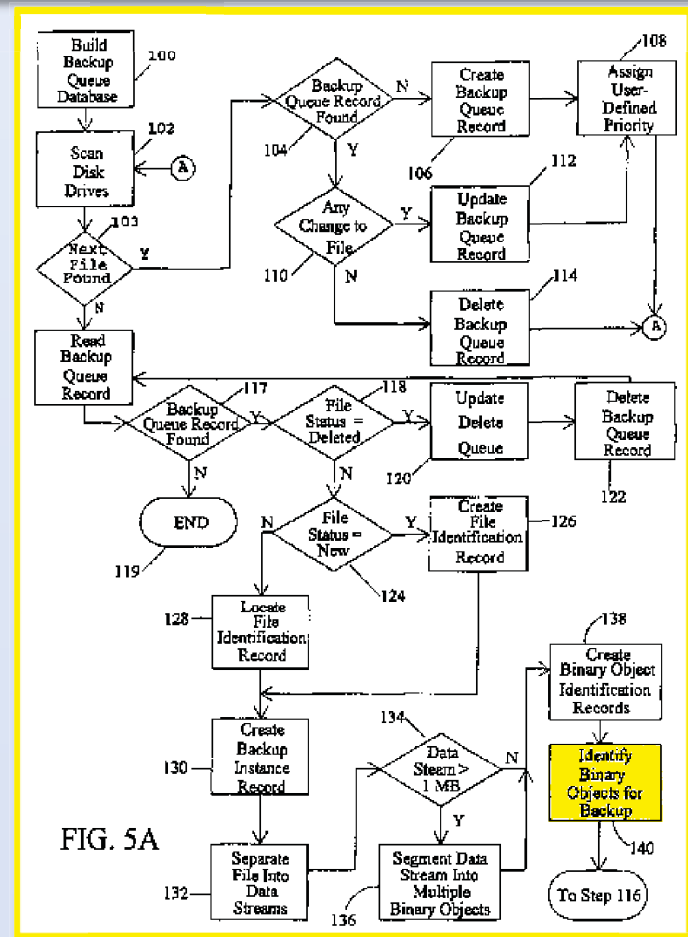 Build
Backup
Queue
Database
100
Scan
Disk
Drives
102
A
103
Next
File
Found
Y
N
Backup
Queue Record
Found
104
N
Y
Create
Backup
Queue
Record
106
108
Assign
User-
Defined
Priority
Any
Change to
File
110
Y
N
112
Update
Backup
Queue
Record
114
Delete
Backup
Queue
Record
A
Read
Backup
Queue
Record
117
Backup
Queue Record
Found
Y
N
END
119
118
File
Status =
Deleted
Y
N
Update
Delete
Queue
120
Delete
Backup
Queue
Record
122
File
Status =
New
124
N
Y
Create
File
Identification
Record
126
128
Locate
File
Identification
Record
130
Create
Backup
Instance
Record
132
Separate
File Into
Data
Streams
134
Data
Steam >
1 MB
N
Y
Segment Data
Stream Into
Multiple
Binary Objects
136
138
Create
Binary Object
Identification
Records
Identify
Binary
Objects for
Backup
140
To Step 116
FIG. 5A